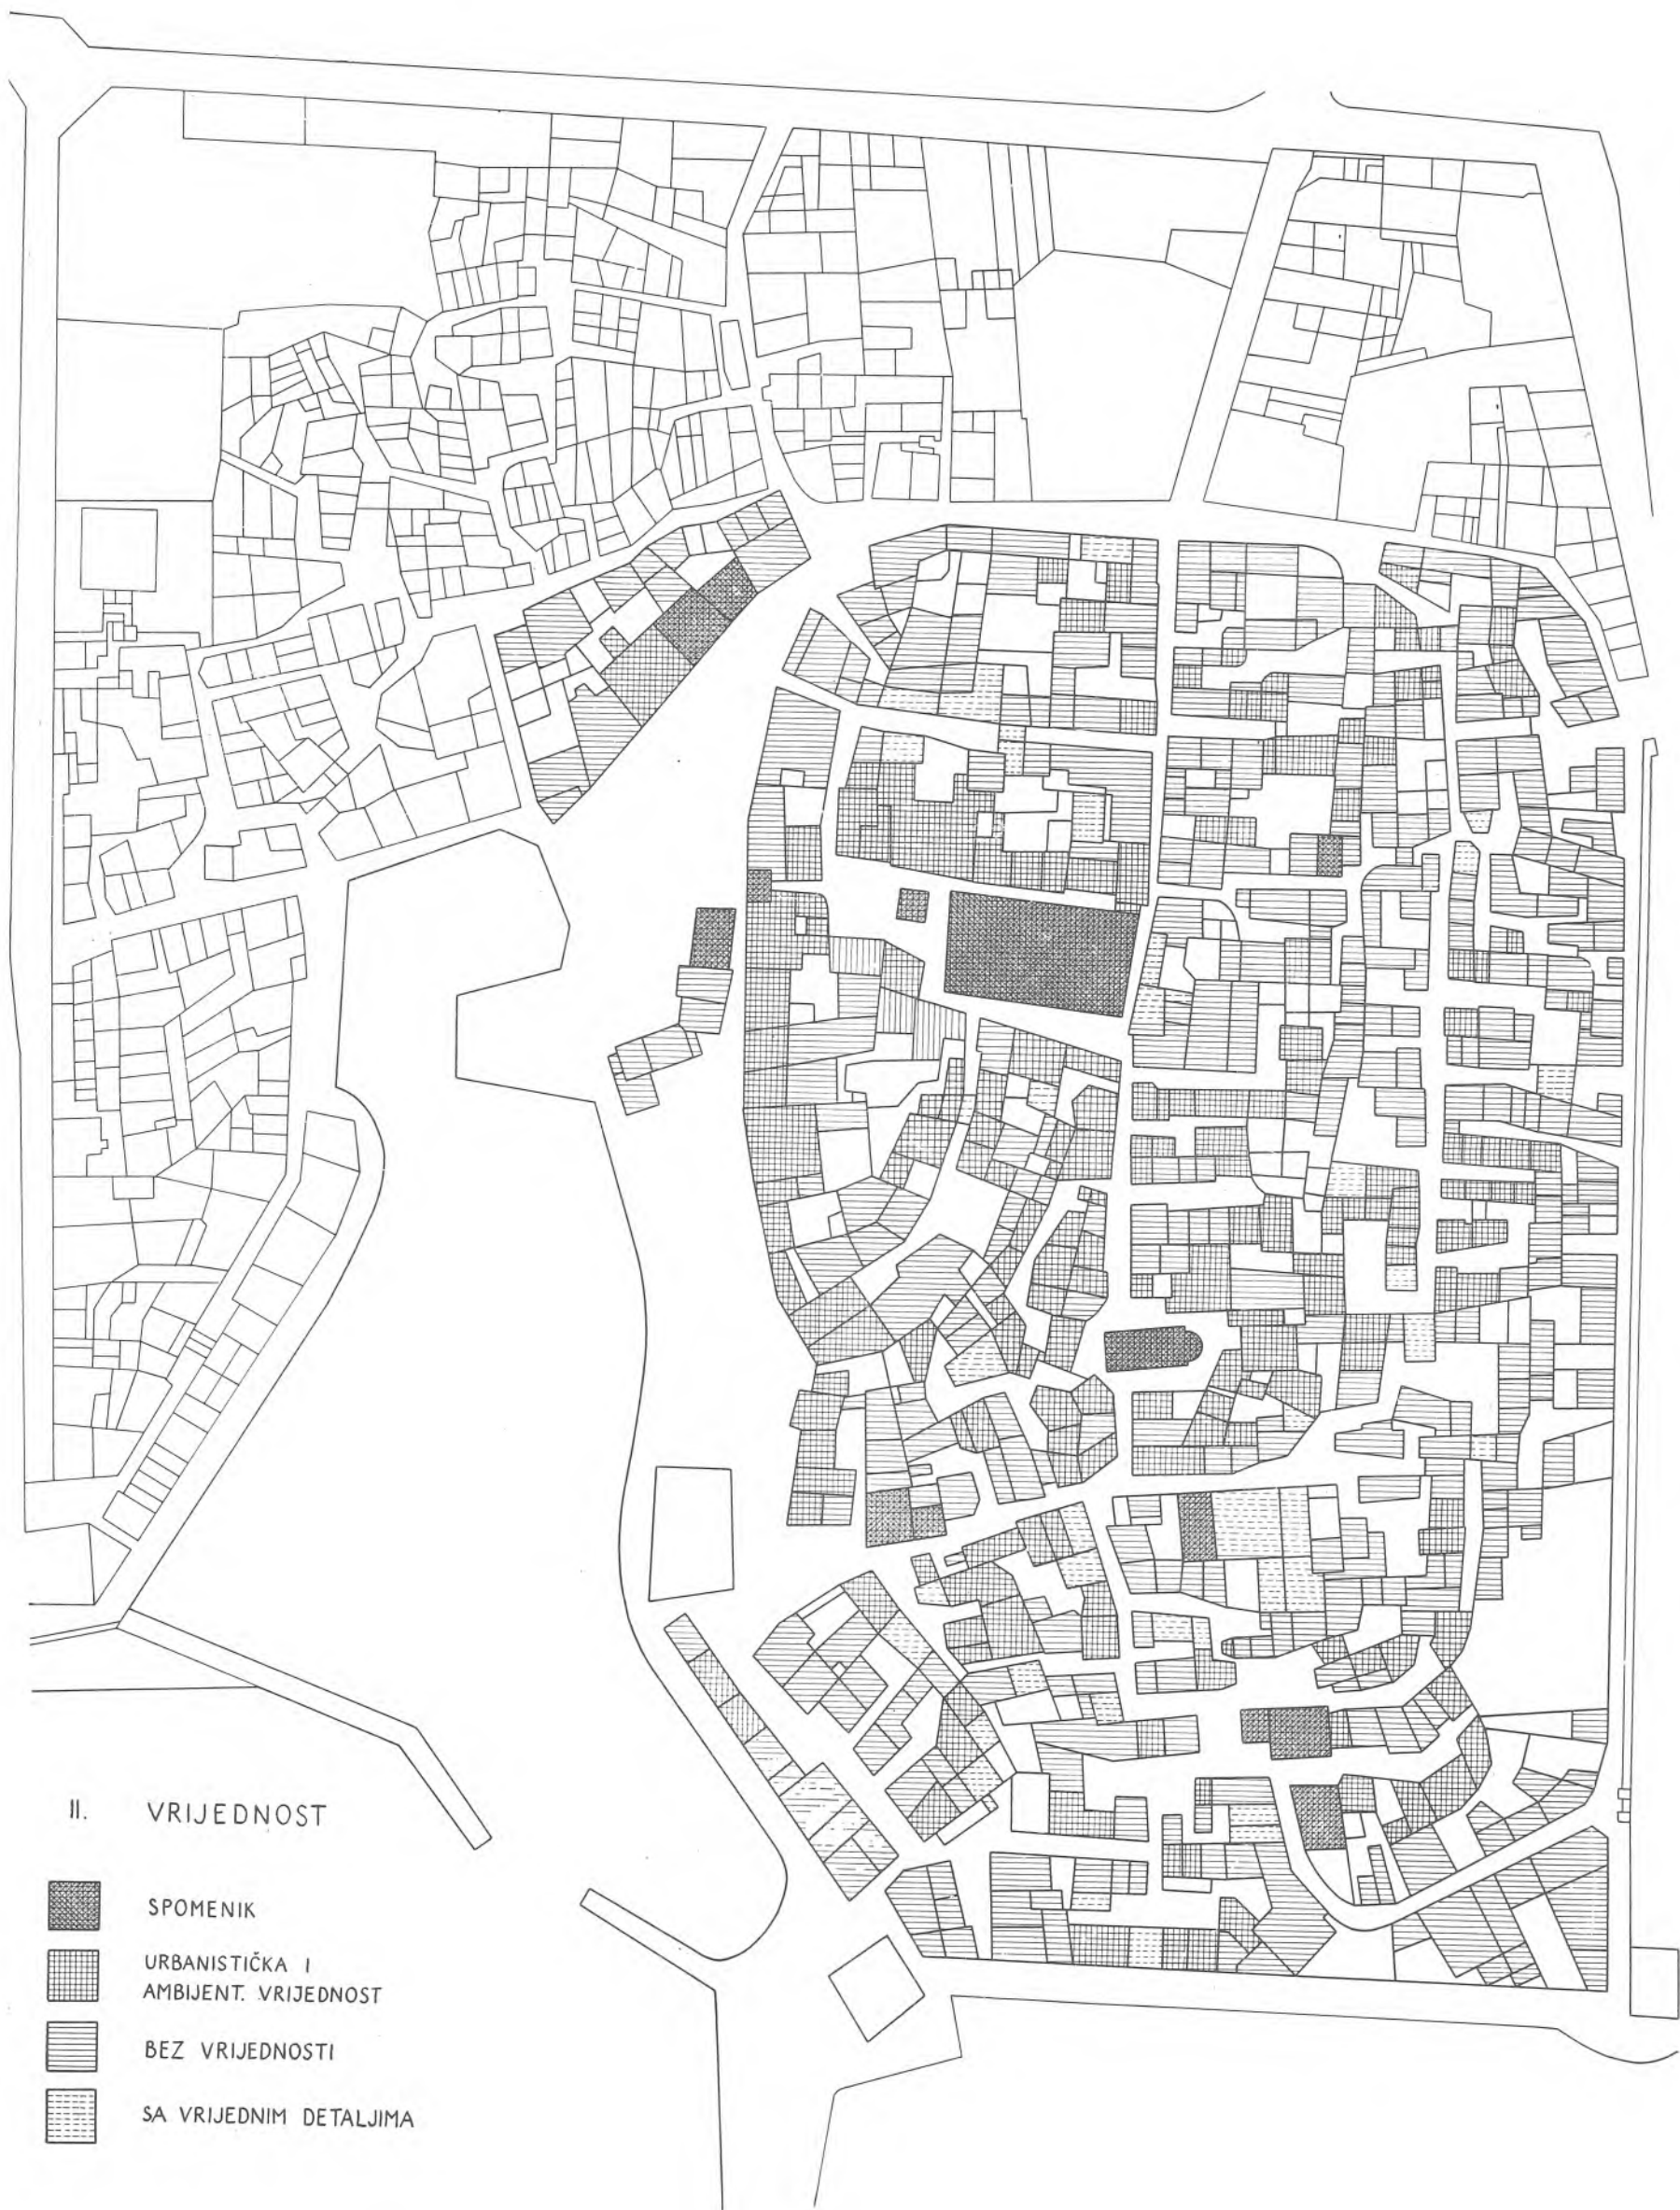 II. VRIJEDNOST
SPOMENIK
URBANISTIČKA I
AMBIJENT. VRIJEDNOST
BEZ VRIJEDNOSTI
SA VRIJEDNIM DETALJIMA